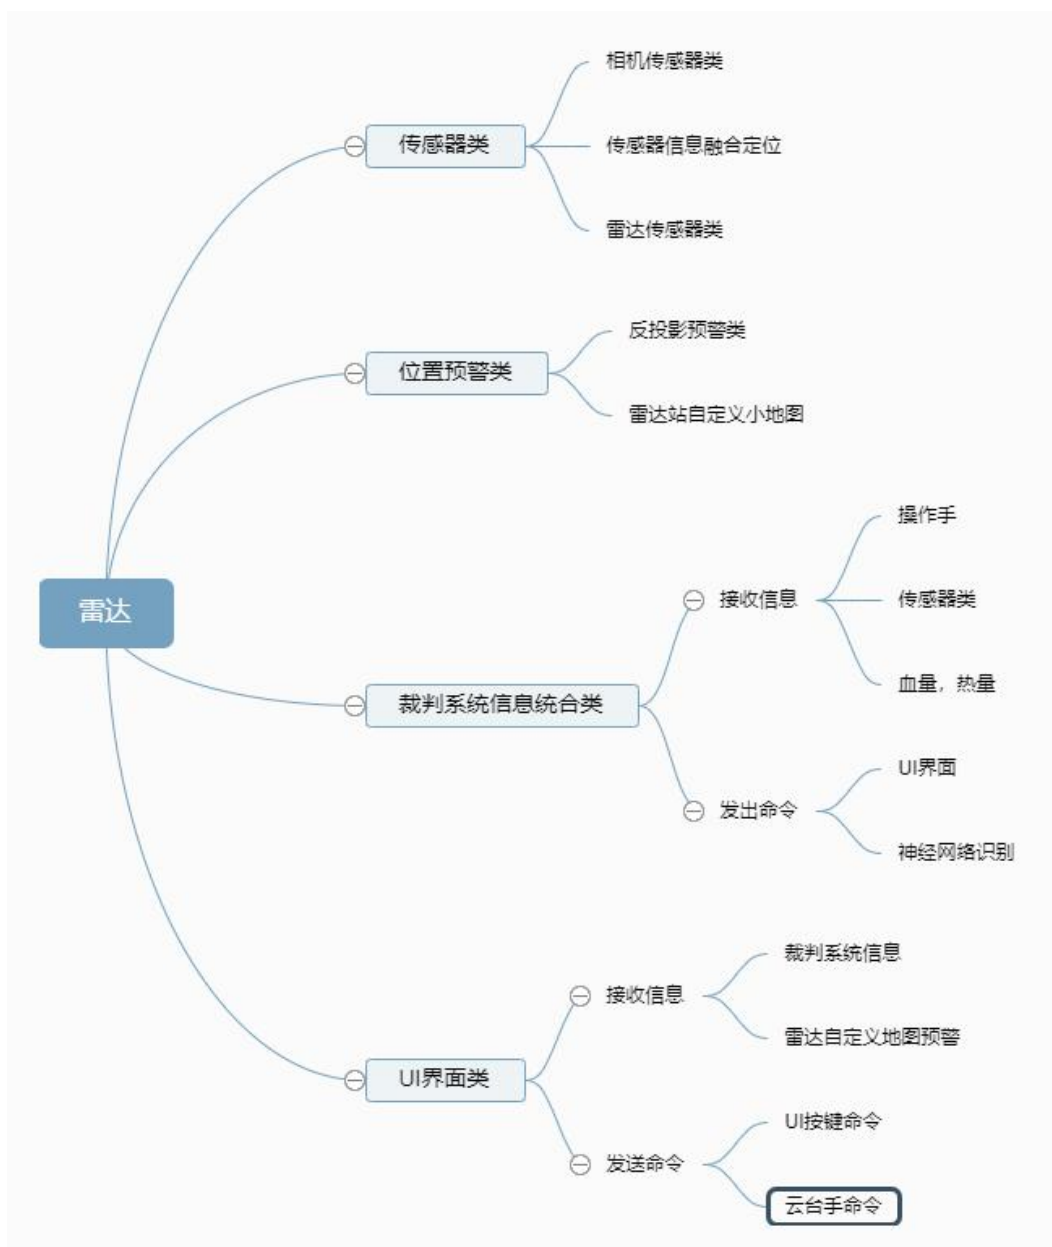 雷达
传感器类
相机传感器类
传感器信息融合定位
雷达传感器类
位置预警类
反投影预警类
雷达站自定义小地图
裁判系统信息统合类
接收信息
操作手
传感器类
血量，热量
发出命令
UI界面
神经网络识别
UI界面类
接收信息
裁判系统信息
雷达自定义地图预警
发送命令
UI按键命令
云台手命令